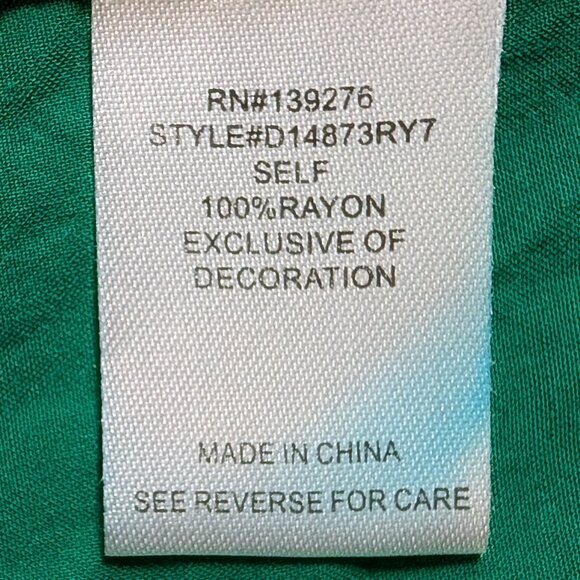 RN#139276
STYLE#D14873RY7
SELF
100%RAYON
EXCLUSIVE OF
DECORATION
MADE IN CHINA
SEE REVERSE FOR CARE